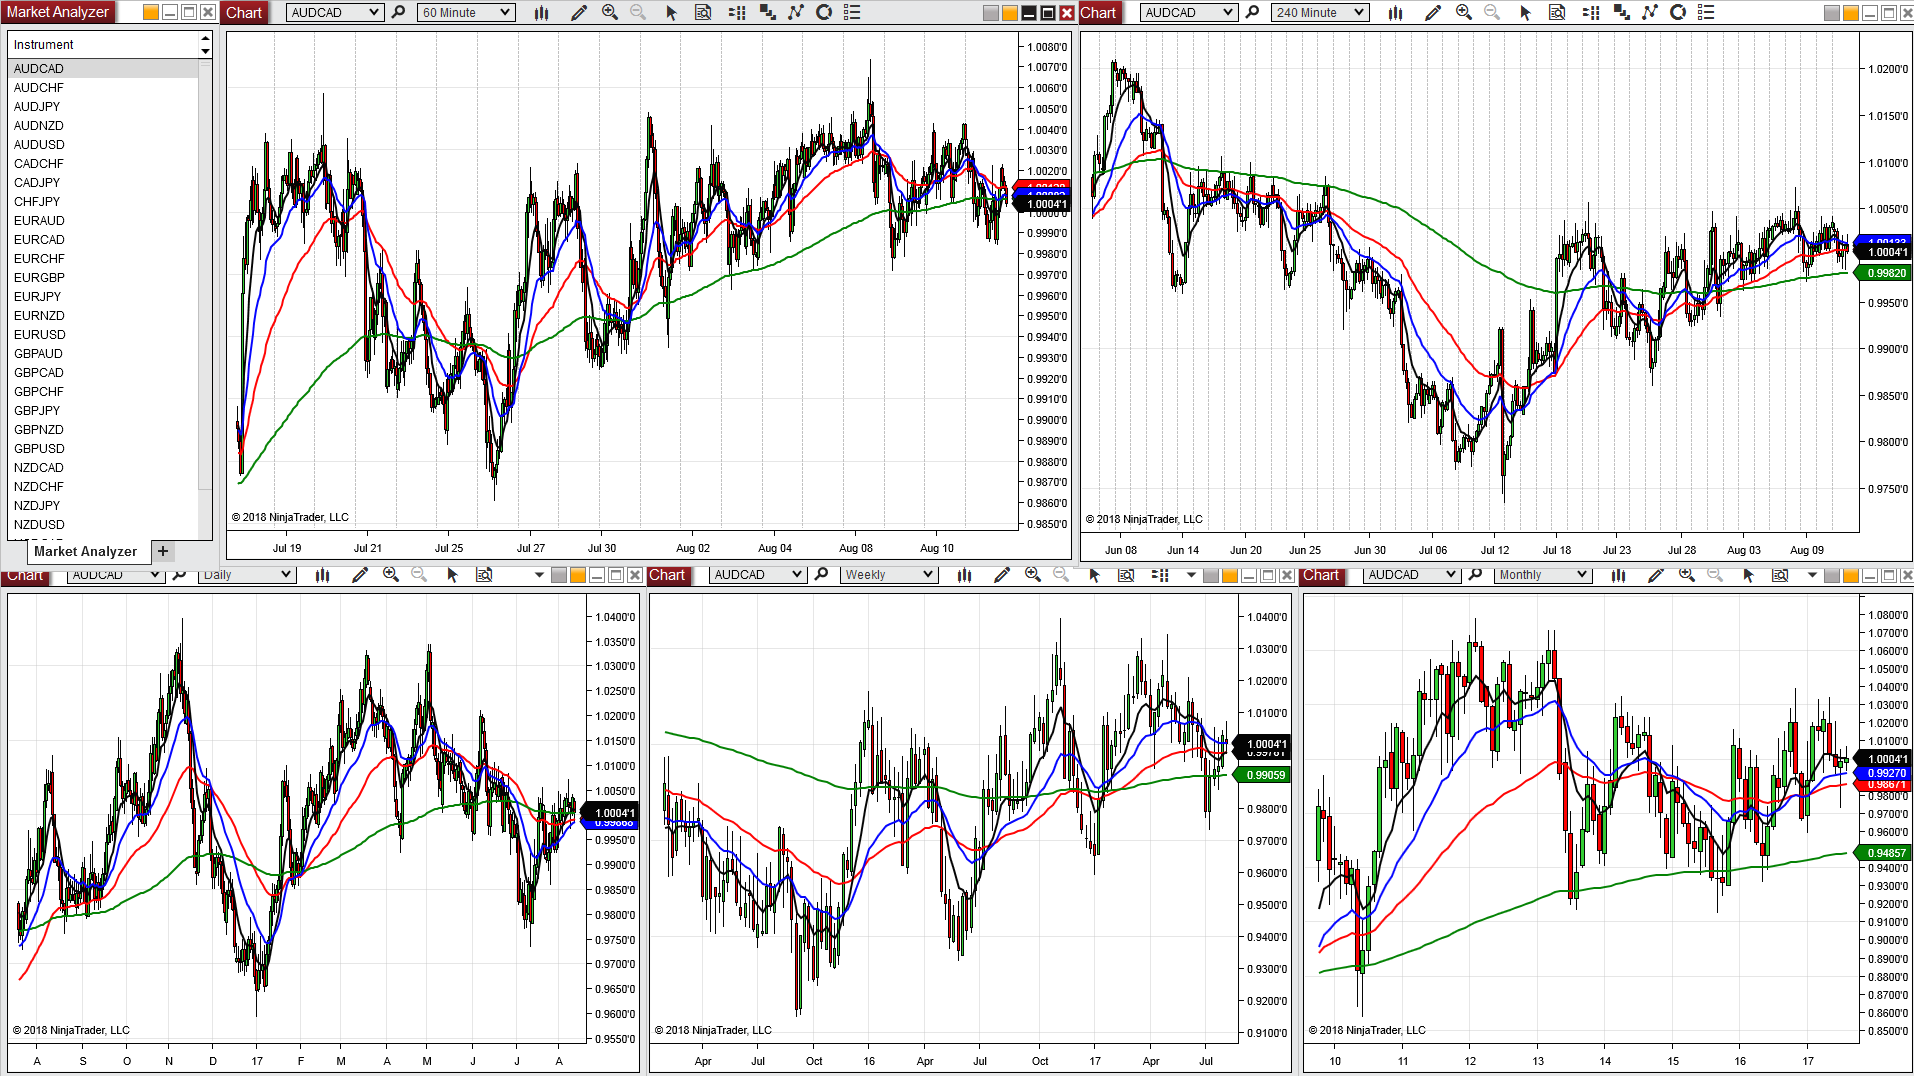 Market Analyzer
Instrument
AUDCAD
AUDCHF
AUDJPY
AUDNZD
AUDUSD
CADCHF
CADJPY
CHFJPY
EURAUD
EURCAD
EURCHF
EURGBP
EURJPY
EURNZD
EURUSD
GBPAUD
GBPCAD
GBPCHF
GBPJPY
GBPNZD
GBPUSD
NZDCAD
NZDCHF
NZDJPY
NZDUSD
Market Analyzer +
Chart AUDCAD 60 Minute
1.0080'0
1.0070'0
1.0060'0
1.0050'0
1.0040'0
1.0030'0
1.0020'0
1.0004'1
1.0000'0
0.9990'0
0.9980'0
0.9970'0
0.9960'0
0.9950'0
0.9940'0
0.9930'0
0.9920'0
0.9910'0
0.9900'0
0.9890'0
0.9880'0
0.9870'0
0.9860'0
0.9850'0
© 2018 NinjaTrader, LLC
Jul 19 Jul 21 Jul 25 Jul 27 Jul 30 Aug 02 Aug 04 Aug 08 Aug 10
Chart AUDCAD 240 Minute
1.0200'0
1.0150'0
1.0100'0
1.0050'0
1.0004'1
0.99820
0.9950'0
0.9900'0
0.9850'0
0.9800'0
0.9750'0
© 2018 NinjaTrader, LLC
Jun 08 Jun 14 Jun 20 Jun 25 Jun 30 Jul 06 Jul 12 Jul 18 Jul 23 Jul 28 Aug 03 Aug 09
Chart AUDCAD Daily
1.0400'0
1.0350'0
1.0300'0
1.0250'0
1.0200'0
1.0150'0
1.0100'0
1.0050'0
1.0004'1
0.9950'0
0.9900'0
0.9850'0
0.9800'0
0.9750'0
0.9700'0
0.9650'0
0.9600'0
0.9550'0
© 2018 NinjaTrader, LLC
A S O N D 17 F M A M J J A
Chart AUDCAD Weekly
1.0400'0
1.0300'0
1.0200'0
1.0100'0
1.0004'1
0.99059
0.9800'0
0.9700'0
0.9600'0
0.9500'0
0.9400'0
0.9300'0
0.9200'0
0.9100'0
© 2018 NinjaTrader, LLC
Apr Jul Oct 16 Apr Jul Oct 17 Apr Jul
Chart AUDCAD Monthly
1.0800'0
1.0700'0
1.0600'0
1.0500'0
1.0400'0
1.0300'0
1.0200'0
1.0100'0
1.0004'1
0.99270
0.98671
0.9800'0
0.9700'0
0.9600'0
0.94857
0.9400'0
0.9300'0
0.9200'0
0.9100'0
0.9000'0
0.8900'0
0.8800'0
0.8700'0
0.8600'0
0.8500'0
© 2018 NinjaTrader, LLC
10 11 12 13 14 15 16 17